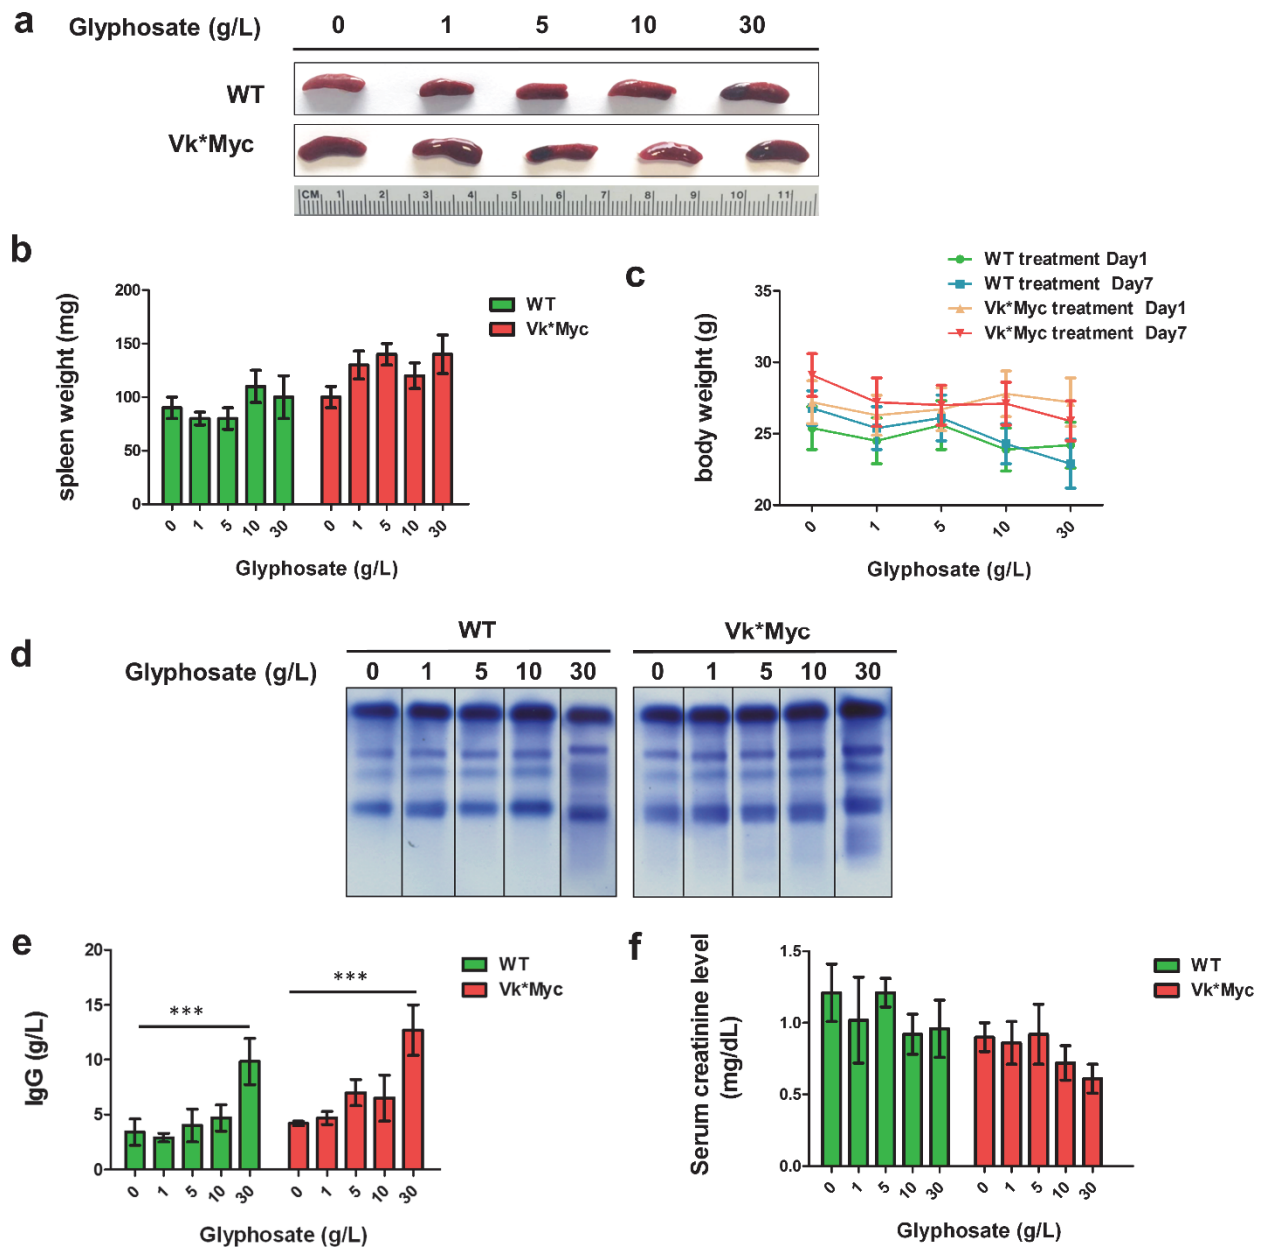 a
Glyphosate (g/L) 0 1 5 10 30
WT
Vk*Myc
CM 1 2 3 4 5 6 7 8 9 10 11
b
spleen weight (mg)
200
150
100
50
0
0 1 5 10 30 0 1 5 10 30
Glyphosate (g/L)
WT
Vk*Myc
c
WT treatment Day1
WT treatment Day7
Vk*Myc treatment Day1
Vk*Myc treatment Day7
body weight (g)
35
30
25
20
0 1 5 10 30
Glyphosate (g/L)
d
WT Vk*Myc
Glyphosate (g/L) 0 1 5 10 30 0 1 5 10 30
e
IgG (g/L)
20
15
10
5
0
*** ***
0 1 5 10 30 0 1 5 10 30
Glyphosate (g/L)
WT
Vk*Myc
f
Serum creatinine level
(mg/dL)
1.5
1.0
0.5
0.0
0 1 5 10 30 0 1 5 10 30
Glyphosate (g/L)
WT
Vk*Myc